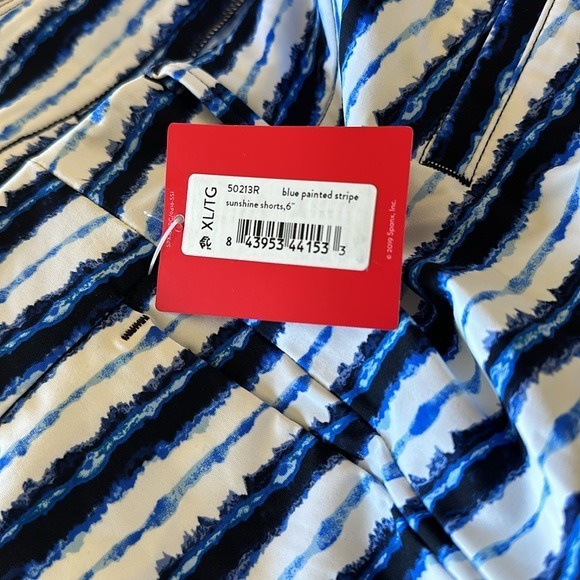 50213R blue painted stripe
sunshine shorts,6"
XL/TG
8 43953 44153 3
© 2019 Spanx, Inc.